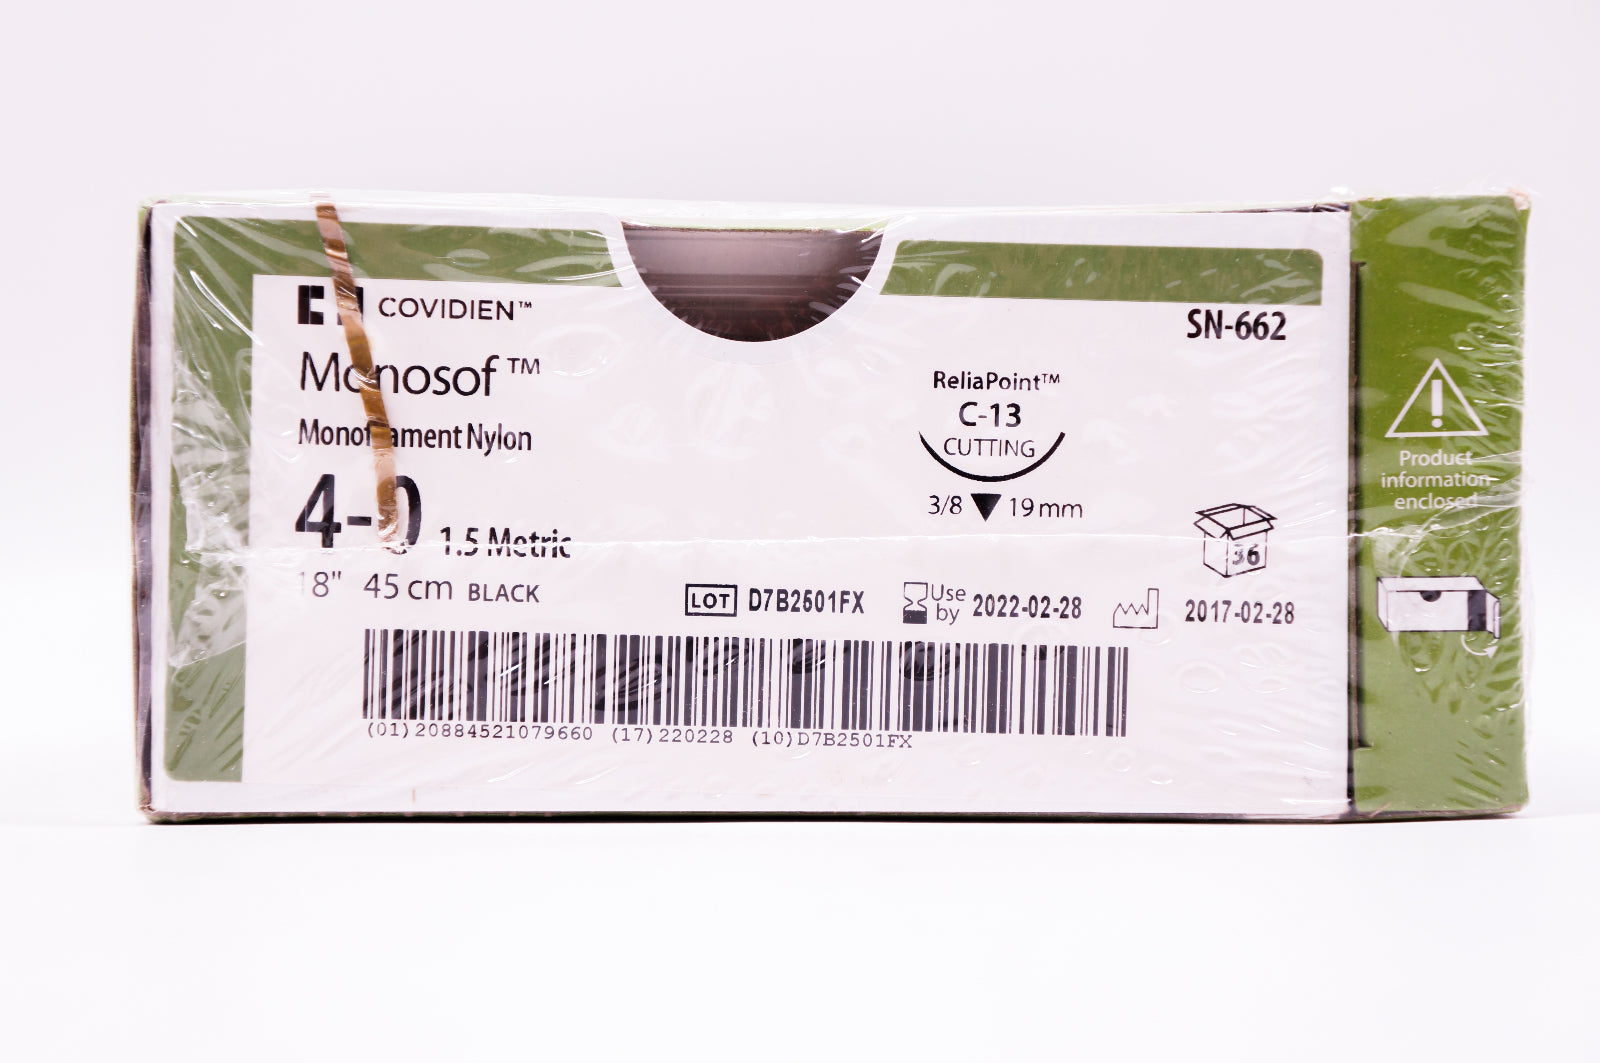 COVIDIEN™
SN-662
Monosof™
Monofilament Nylon
4-0 1.5 Metric
18" 45 cm BLACK
ReliaPoint™
C-13
CUTTING
3/8 19 mm
36
LOT D7B2501FX
Use by 2022-02-28
2017-02-28
(01)20884521079660 (17)220228 (10)D7B2501FX
Product
information
enclosed